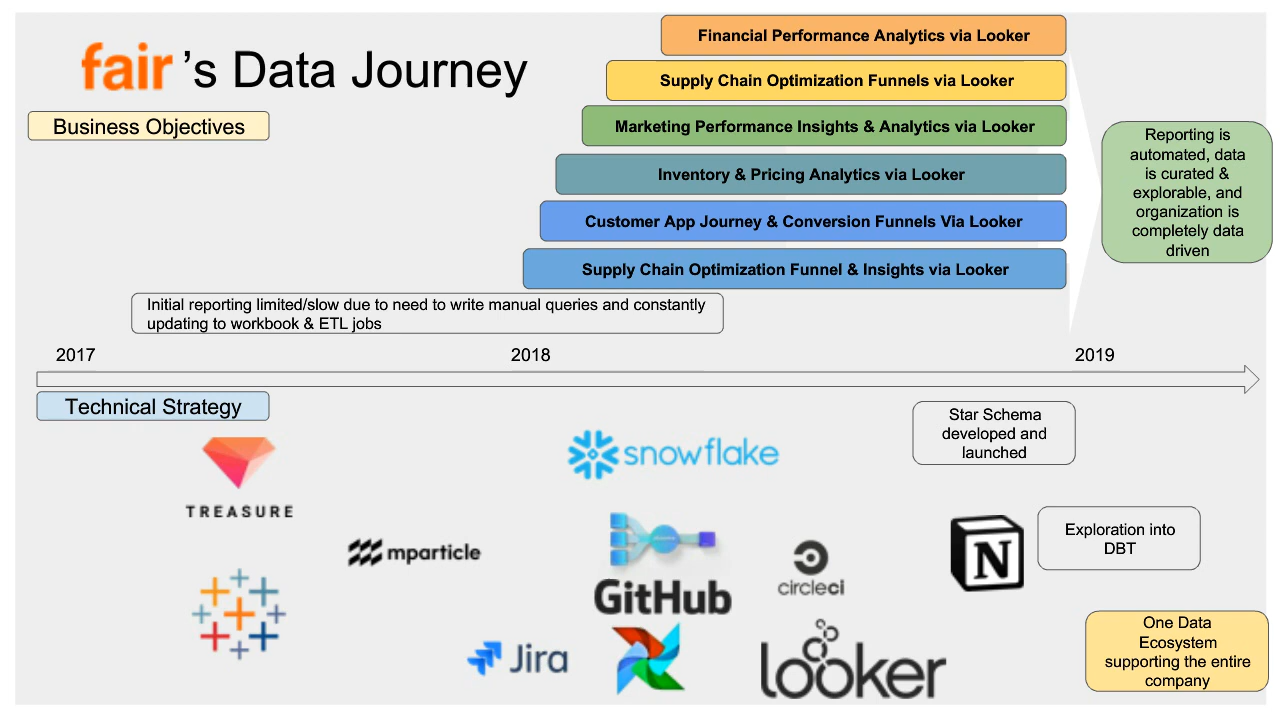 fair 's Data Journey
Business Objectives
Financial Performance Analytics via Looker
Supply Chain Optimization Funnels via Looker
Marketing Performance Insights & Analytics via Looker
Inventory & Pricing Analytics via Looker
Customer App Journey & Conversion Funnels Via Looker
Supply Chain Optimization Funnel & Insights via Looker
Reporting is
automated, data
is curated &
explorable, and
organization is
completely data
driven
Initial reporting limited/slow due to need to write manual queries and constantly
updating to workbook & ETL jobs
2017
2018
2019
Technical Strategy
Star Schema
developed and
launched
TREASURE
snowflake
mparticle
GitHub
circleci
N
Exploration into
DBT
Jira
looker
One Data
Ecosystem
supporting the entire
company